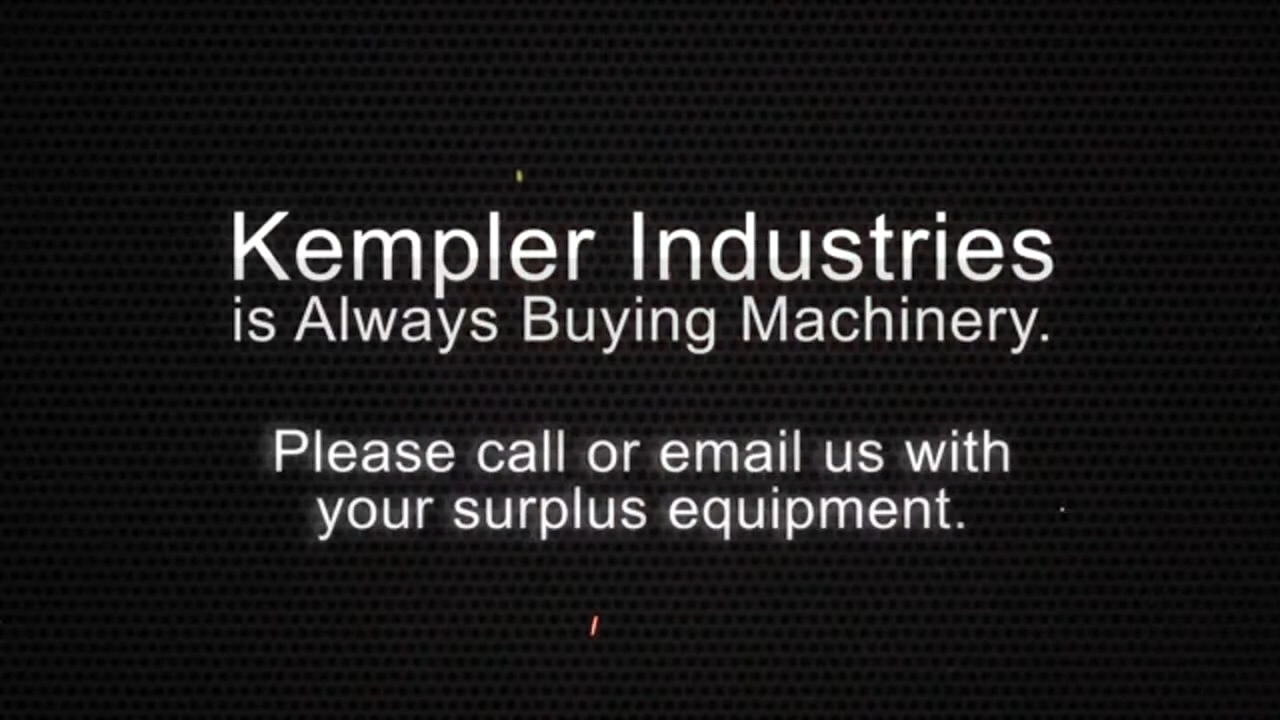 Kempler Industries
is Always Buying Machinery.
Please call or email us with
your surplus equipment.